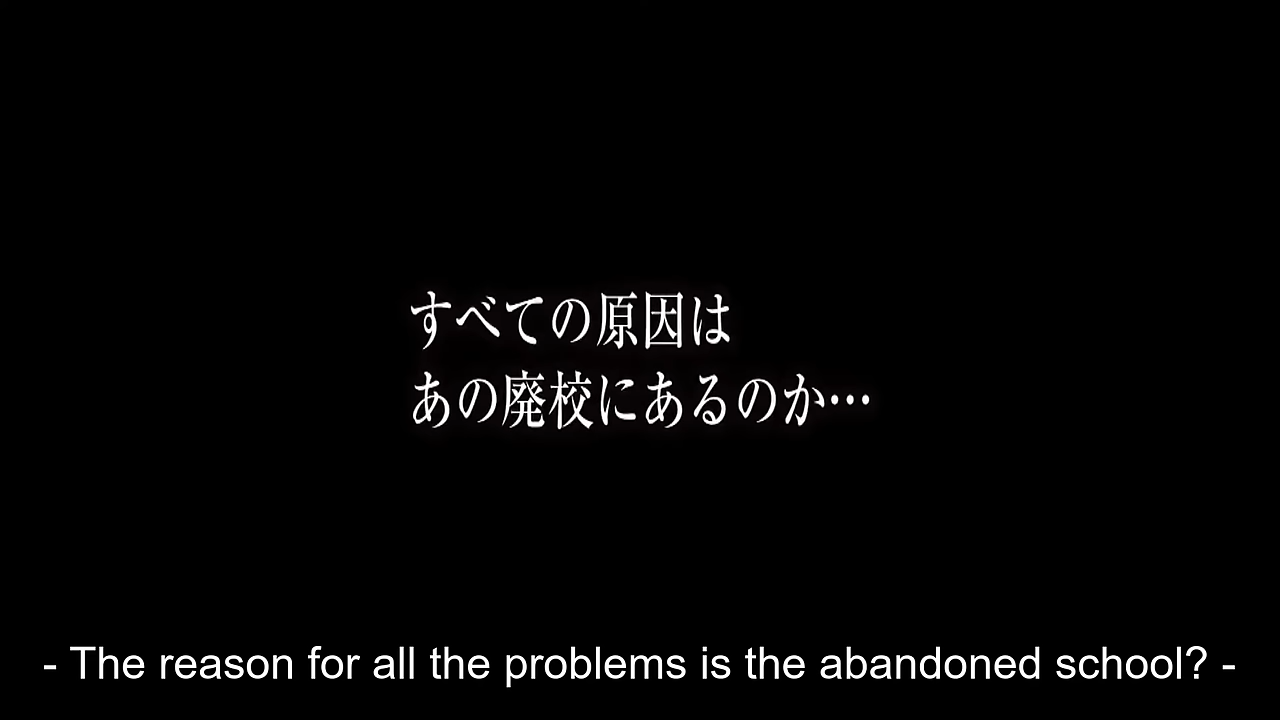 すべての原因は
あの廃校にあるのか…
- The reason for all the problems is the abandoned school? -